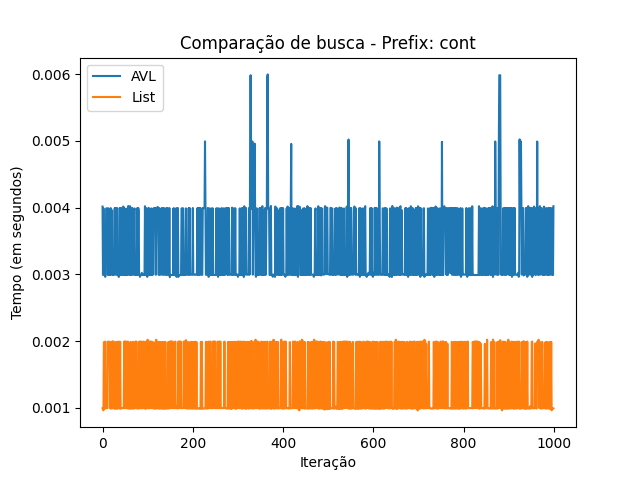 Comparação de busca - Prefix: cont
AVL
List
Tempo (em segundos)
0.006
0.005
0.004
0.003
0.002
0.001
0
200
400
600
800
1000
Iteração